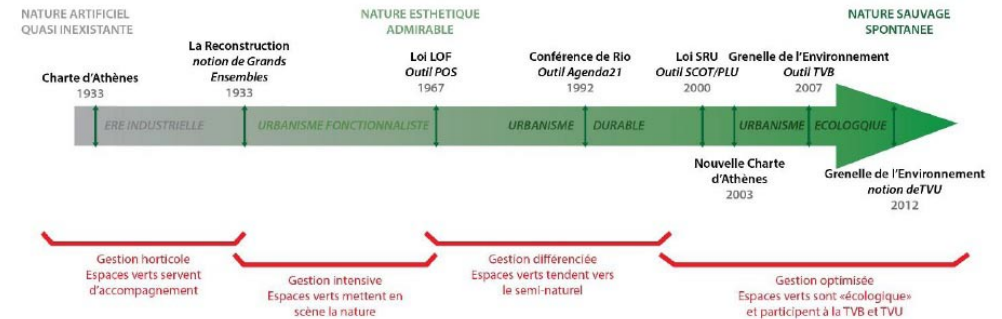 NATURE ARTIFICIEL
QUASI INEXISTANTE
NATURE ESTHETIQUE
ADMIRABLE
NATURE SAUVAGE
SPONTANEE
Charte d'Athènes
1933
La Reconstruction
notion de Grands
Ensembles
1933
Loi LOF
Outil POS
1967
Conférence de Rio
Outil Agenda21
1992
Loi SRU
Outil SCOT/PLU
2000
Grenelle de l'Environnement
Outil TVB
2007
ERE INDUSTRIELLE
URBANISME FONCTIONNALISTE
URBANISME DURABLE
URBANISME ECOLOGQIUE
Nouvelle Charte
d'Athènes
2003
Grenelle de l'Environnement
notion deTVU
2012
Gestion horticole
Espaces verts servent
d'accompagnement
Gestion intensive
Espaces verts mettent en
scène la nature
Gestion différenciée
Espaces verts tendent vers
le semi-naturel
Gestion optimisée
Espaces verts sont «écologique»
et participent à la TVB et TVU